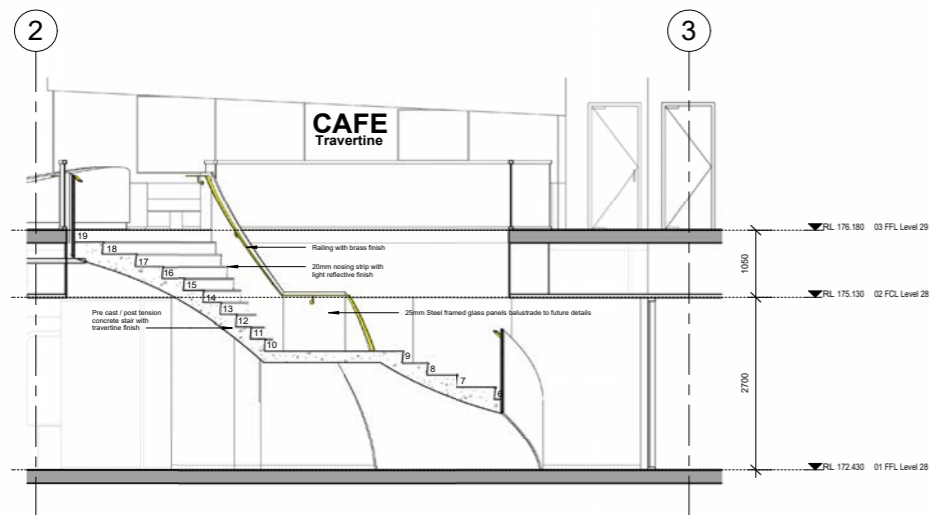 2
3
CAFE
Travertine
RL 176.180 03 FFL Level 29
19
18
17
16
15
14
13
12
11
10
9
8
7
6
Railing with brass finish
20mm nosing strip with
light reflective finish
1050
RL 175.130 02 FCL Level 28
Pre cast / post tension
concrete stair with
travertine finish
25mm Steel framed glass panels balustrade to future details
2700
RL 172.430 01 FFL Level 28